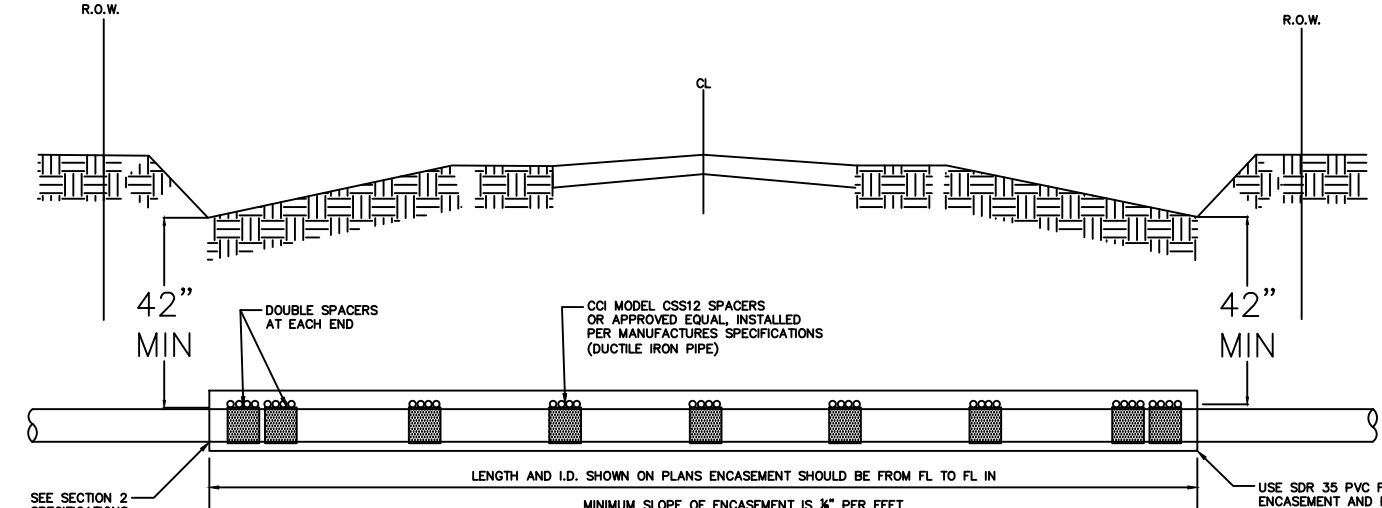 R.O.W.
R.O.W.
CL
42”
MIN
DOUBLE SPACERS
AT EACH END
CCI MODEL CSS12 SPACERS
OR APPROVED EQUAL, INSTALLED
PER MANUFACTURES SPECIFICATIONS
(DUCTILE IRON PIPE)
42”
MIN
LENGTH AND I.D. SHOWN ON PLANS ENCASEMENT SHOULD BE FROM FL TO FL IN
SEE SECTION 2
SPECIFICATIONS
USE SDR 35 PVC
ENCASEMENT AND
MINIMUM SLOPE OF ENCASEMENT IS PER FEET